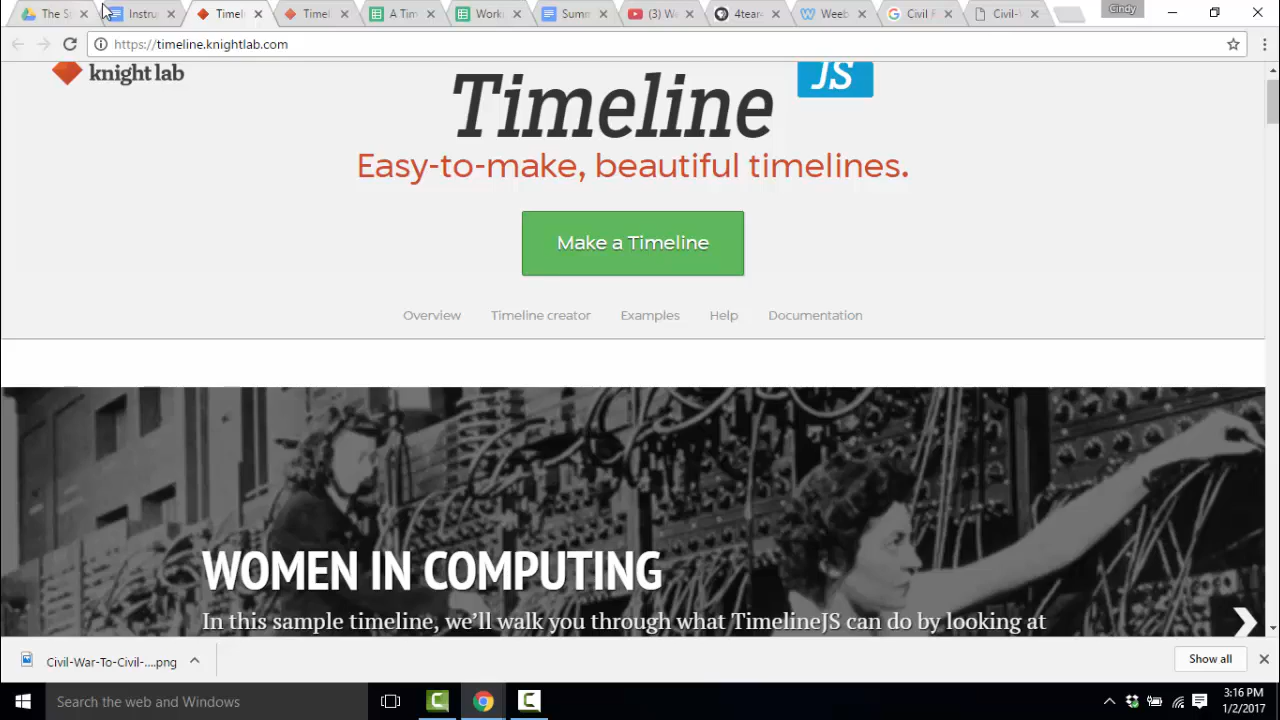 The S
Instru
Timel
Timel
A Tim
Workin
Summ
(3) We
4tear-
Weeb
Civil F
Civil-
Cindy
https://timeline.knightlab.com
knight lab
Timeline
JS
Easy-to-make, beautiful timelines.
Make a Timeline
Overview
Timeline creator
Examples
Help
Documentation
WOMEN IN COMPUTING
In this sample timeline, we'll walk you through what TimelineJS can do by looking at
Civil-War-To-Civil-....png
Show all
Search the web and Windows
3:16 PM
1/2/2017